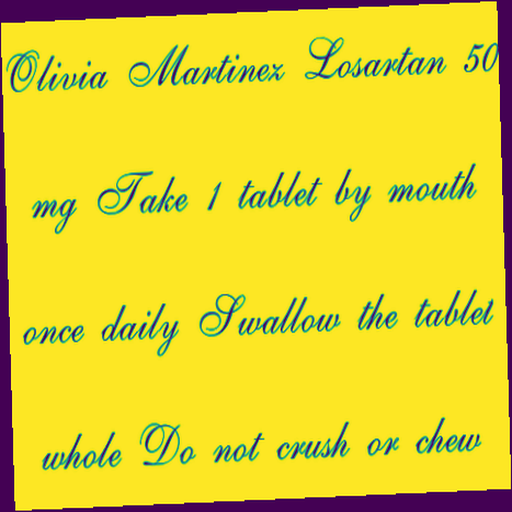 Olivia Martinez Losartan 50
mg Take 1 tablet by mouth
once daily Swallow the tablet
whole Do not crush or chew